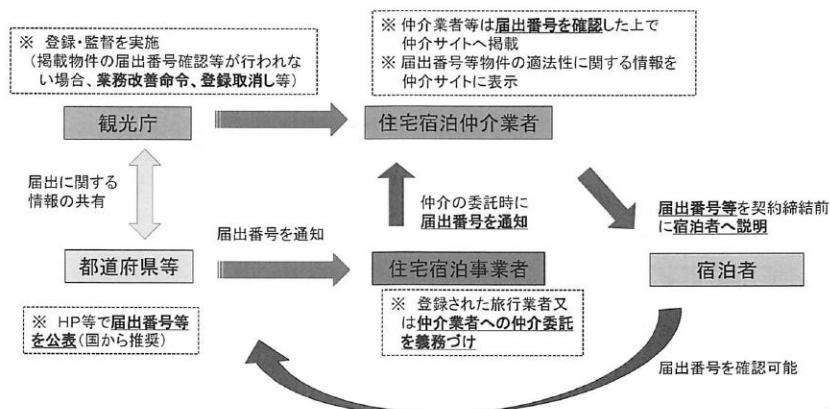 ※ 登録・監督を実施
(掲載物件の届出番号確認等が行われな
い場合、業務改善命令、登録取消し等)
※ 仲介業者等は届出番号を確認した上で
仲介サイトへ掲載
※ 届出番号等物件の適法性に関する情報を
仲介サイトに表示
観光庁
住宅宿泊仲介業者
届出に関する
情報の共有
仲介の委託時に
届出番号を通知
届出番号等を契約締結前
に宿泊者へ説明
届出番号を通知
都道府県等
住宅宿泊事業者
宿泊者
※ HP等で届出番号等
を公表(国から推奨)
※ 登録された旅行業者又
は仲介業者への仲介委託
を義務づけ
届出番号を確認可能